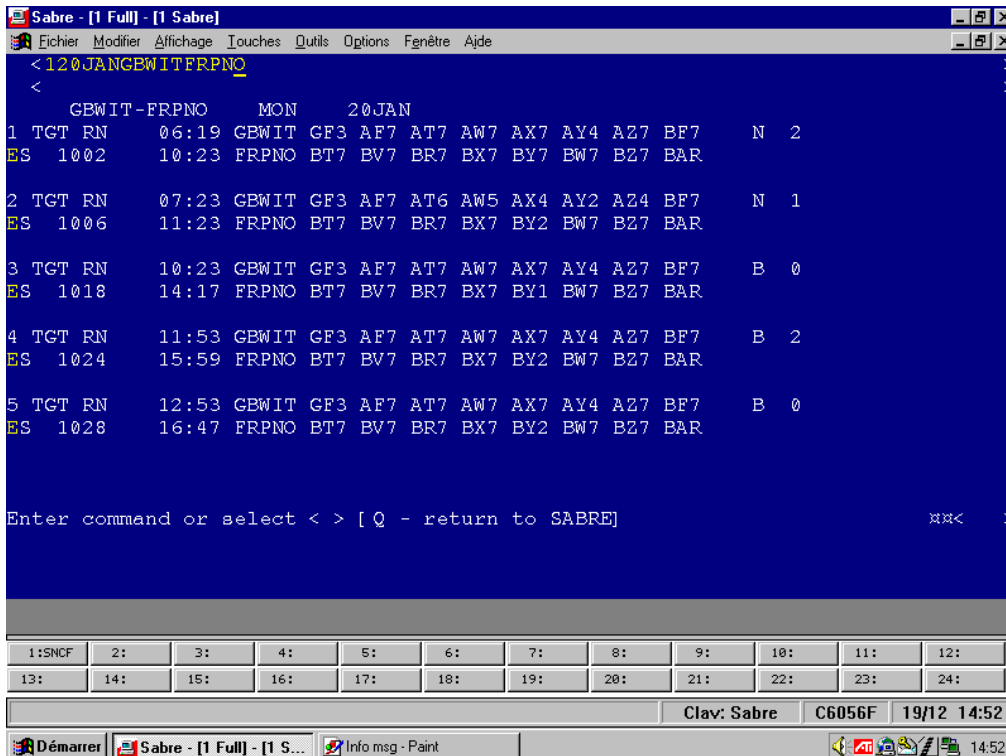 Sabre - [1 Full] - [1 Sabre]
Fichier Modifier Affichage Touches Outils Options Fenêtre Aide
<120JANGBWITFRPNO
<
GBWIT-FRPNO MON 20JAN
1 TGT RN 06:19 GBWIT GF3 AF7 AT7 AW7 AX7 AY4 AZ7 BF7 N 2
ES 1002 10:23 FRPNO BT7 BV7 BR7 BX7 BY7 BW7 BZ7 BAR
2 TGT RN 07:23 GBWIT GF3 AF7 AT6 AW5 AX4 AY2 AZ4 BF7 N 1
ES 1006 11:23 FRPNO BT7 BV7 BR7 BX7 BY2 BW7 BZ7 BAR
3 TGT RN 10:23 GBWIT GF3 AF7 AT7 AW7 AX7 AY4 AZ7 BF7 B 0
ES 1018 14:17 FRPNO BT7 BV7 BR7 BX7 BY1 BW7 BZ7 BAR
4 TGT RN 11:53 GBWIT GF3 AF7 AT7 AW7 AX7 AY4 AZ7 BF7 B 2
ES 1024 15:59 FRPNO BT7 BV7 BR7 BX7 BY2 BW7 BZ7 BAR
5 TGT RN 12:53 GBWIT GF3 AF7 AT7 AW7 AX7 AY4 AZ7 BF7 B 0
ES 1028 16:47 FRPNO BT7 BV7 BR7 BX7 BY2 BW7 BZ7 BAR
Enter command or select < > [ Q - return to SABRE] ¤¤<
1:SNCF 2: 3: 4: 5: 6: 7: 8: 9: 10: 11: 12:
13: 14: 15: 16: 17: 18: 19: 20: 21: 22: 23: 24:
Clav: Sabre C6056F 19/12 14:52
Démarrer Sabre - [1 Full] - [1 S... Info msg - Paint 14:52